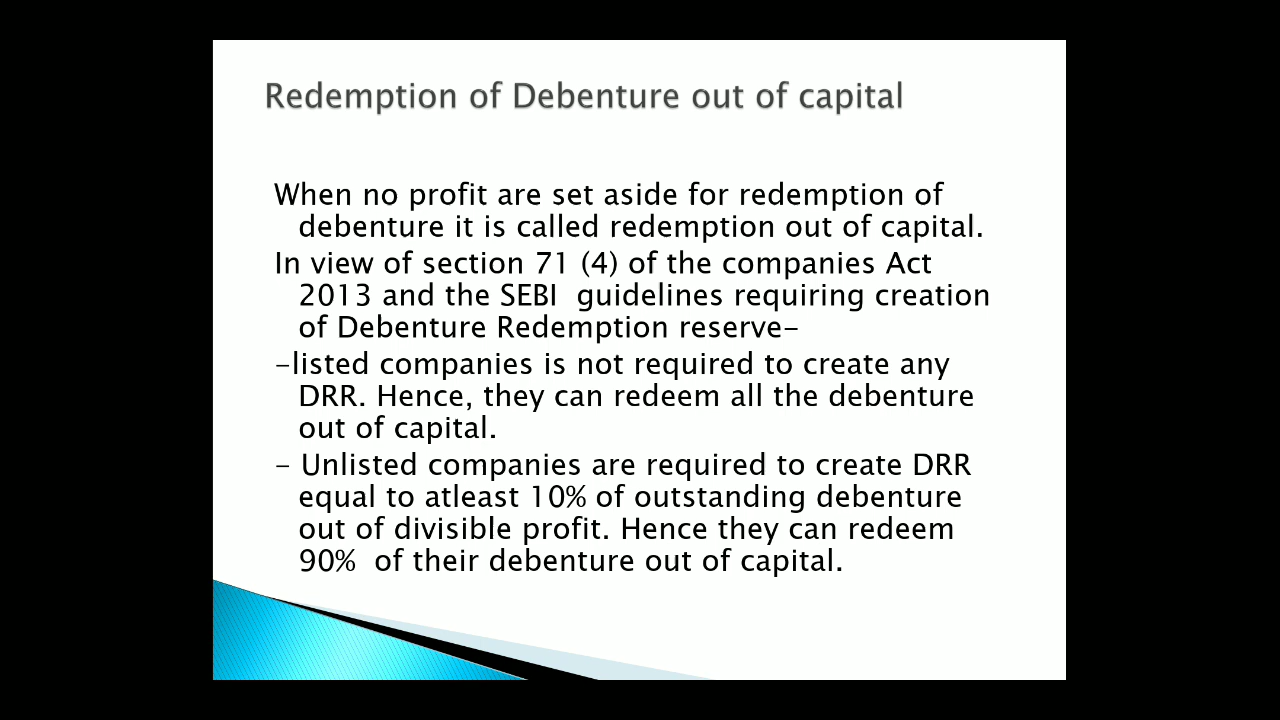 Redemption of Debenture out of capital
When no profit are set aside for redemption of
debenture it is called redemption out of capital.
In view of section 71 (4) of the companies Act
2013 and the SEBI  guidelines requiring creation
of Debenture Redemption reserve–
–listed companies is not required to create any
DRR. Hence, they can redeem all the debenture
out of capital.
– Unlisted companies are required to create DRR
equal to atleast 10% of outstanding debenture
out of divisible profit. Hence they can redeem
90%  of their debenture out of capital.